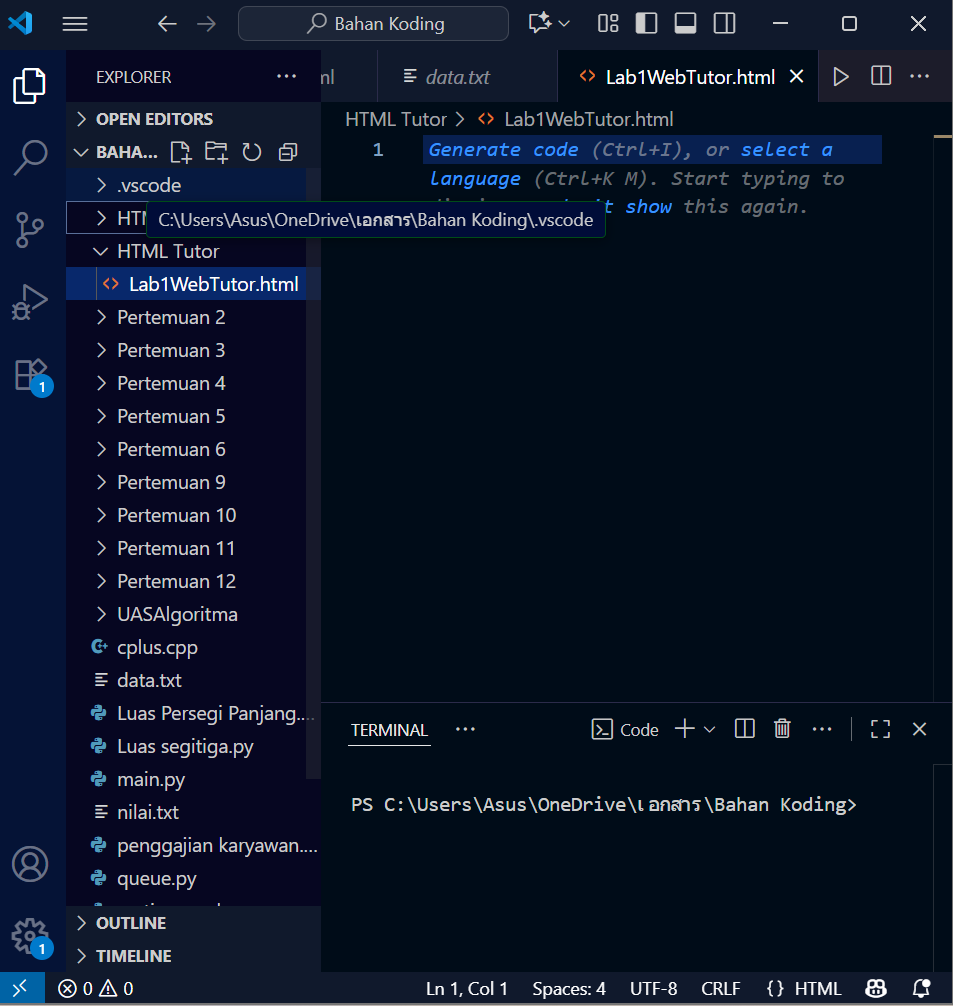 Bahan Koding
EXPLORER
ml
data.txt
Lab1WebTutor.html
OPEN EDITORS
HTML Tutor > Lab1WebTutor.html
BAHA...
1
Generate code (Ctrl+I), or select a
language (Ctrl+K M). Start typing to
it show this again.
.vscode
C:\Users\Asus\OneDrive\เอกสาร\Bahan Koding\.vscode
HTML Tutor
Lab1WebTutor.html
Pertemuan 2
Pertemuan 3
Pertemuan 4
Pertemuan 5
Pertemuan 6
Pertemuan 9
Pertemuan 10
Pertemuan 11
Pertemuan 12
UASAlgoritma
cplus.cpp
data.txt
Luas Persegi Panjang....
Luas segitiga.py
main.py
nilai.txt
penggajian karyawan....
queue.py
OUTLINE
TIMELINE
1
1
TERMINAL
Code
PS C:\Users\Asus\OneDrive\เอกสาร\Bahan Koding>
0 0
Ln 1, Col 1
Spaces: 4
UTF-8
CRLF
{} HTML